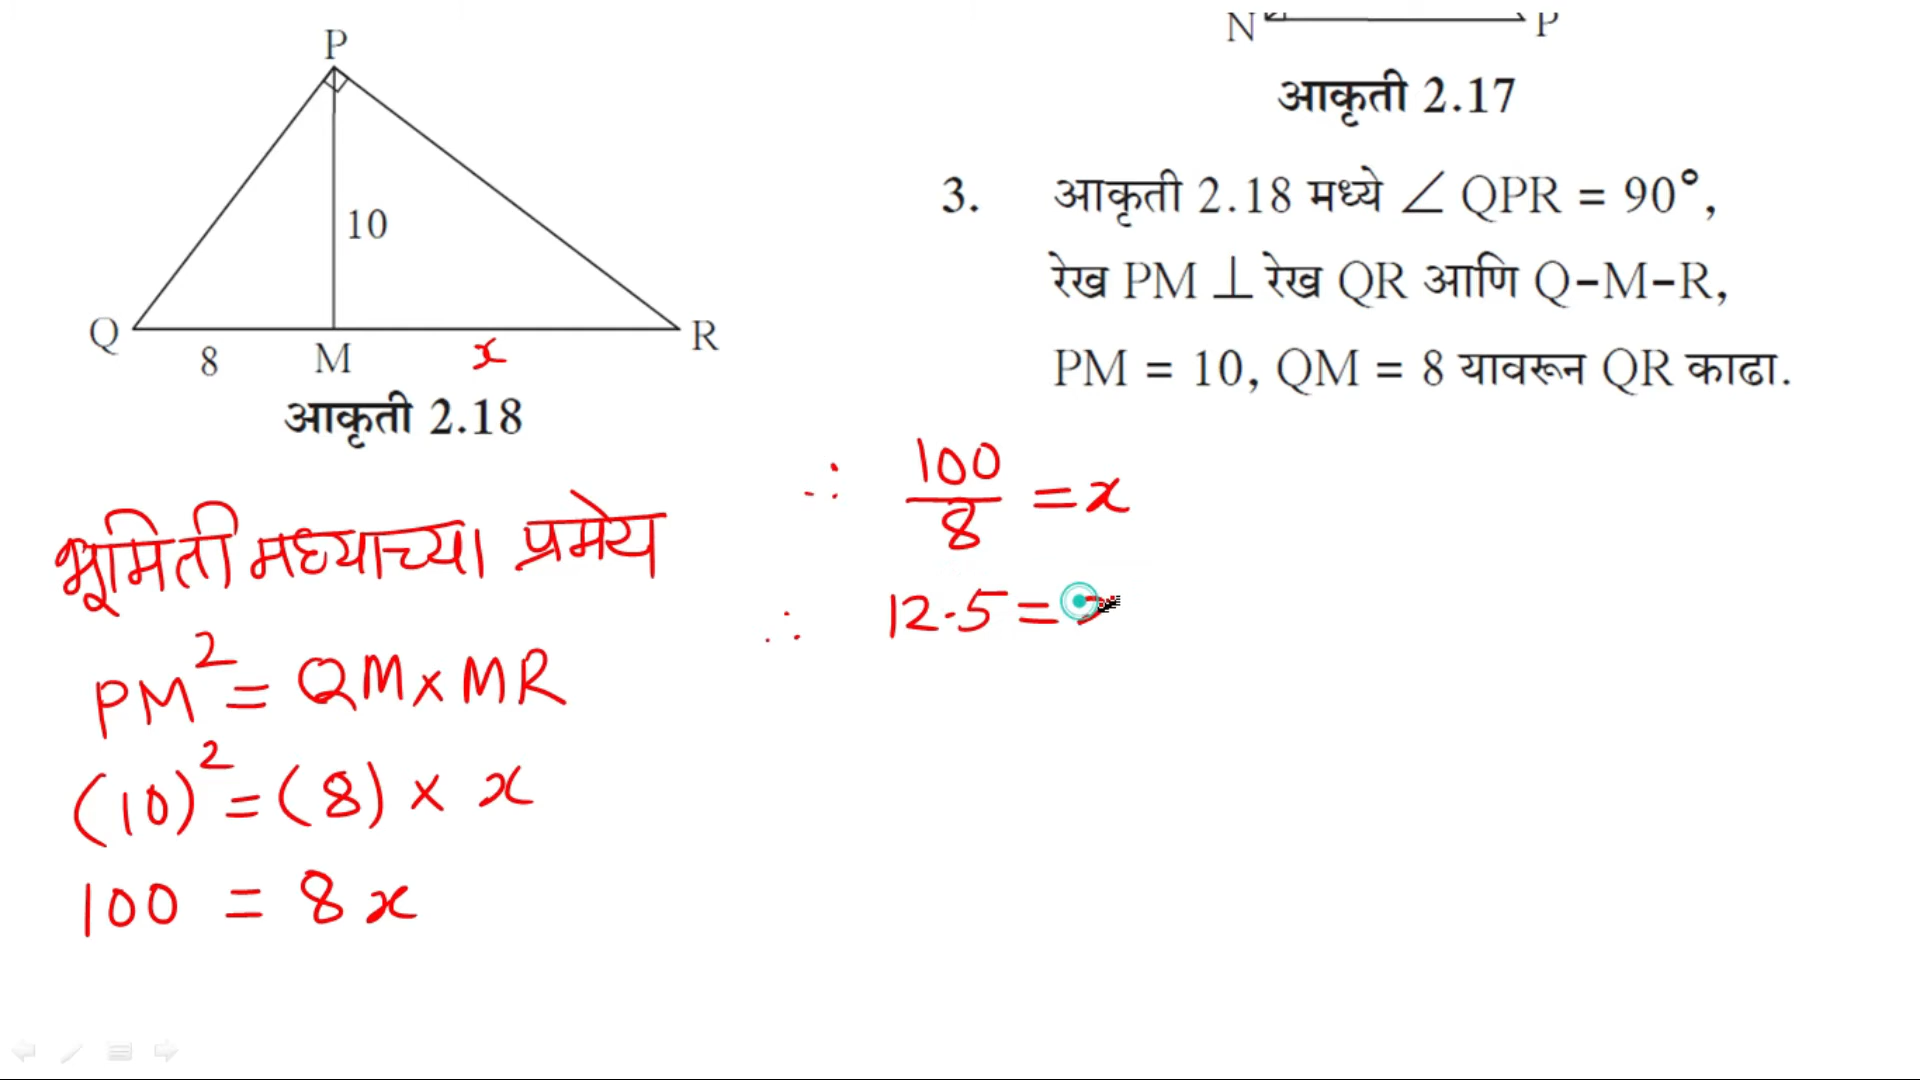 P
10
Q
8
M
x
R
आकृती 2.18
N
P
आकृती 2.17
3. आकृती 2.18 मध्ये ∠ QPR = 90°,
रेख PM ⊥ रेख QR आणि Q-M-R,
PM = 10, QM = 8 यावरून QR काढा.
भूमिती मध्याच्या प्रमेय
PM² = QM × MR
(10)² = (8) × x
100 = 8x
∴ 100/8 = x
∴ 12.5 =